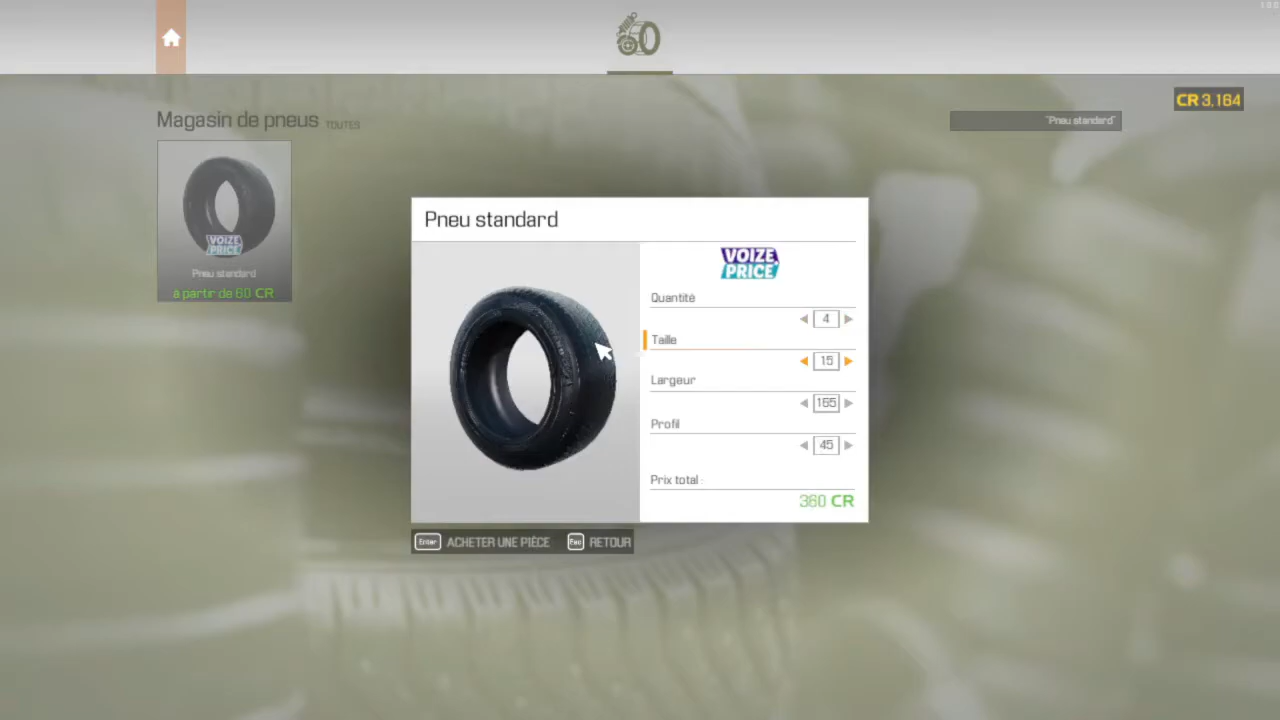 CR 3,164
Magasin de pneus TOUTES
"Pneu standard"
VOIZE
PRICE
Pneu standard
à partir de 60 CR
Pneu standard
VOIZE
PRICE
Quantité
4
Taille
15
Largeur
165
Profil
45
Prix total :
360 CR
Enter ACHETER UNE PIÈCE Esc RETOUR